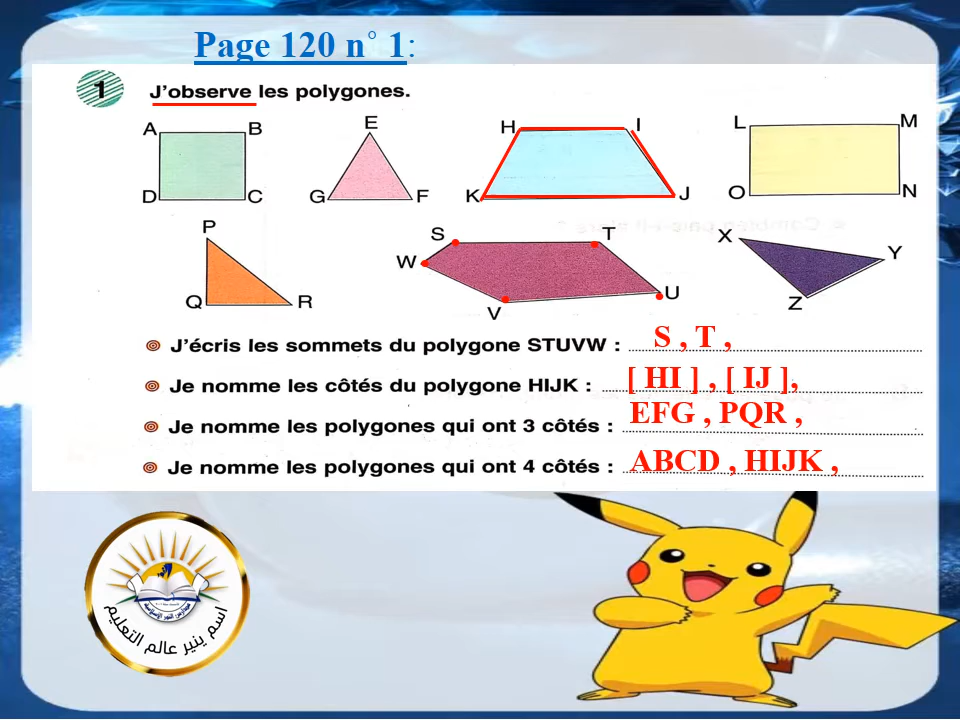 Page 120 n° 1:
1 J'observe les polygones.
A B E H I L M
D C G F K J O N
P S T X Y
W
Q R V U Z
J'écris les sommets du polygone STUVW : S , T ,
Je nomme les côtés du polygone HIJK : [ HI ] , [ IJ ],
Je nomme les polygones qui ont 3 côtés : EFG , PQR ,
Je nomme les polygones qui ont 4 côtés : ABCD , HIJK ,
اسم ينير عالم التعليم